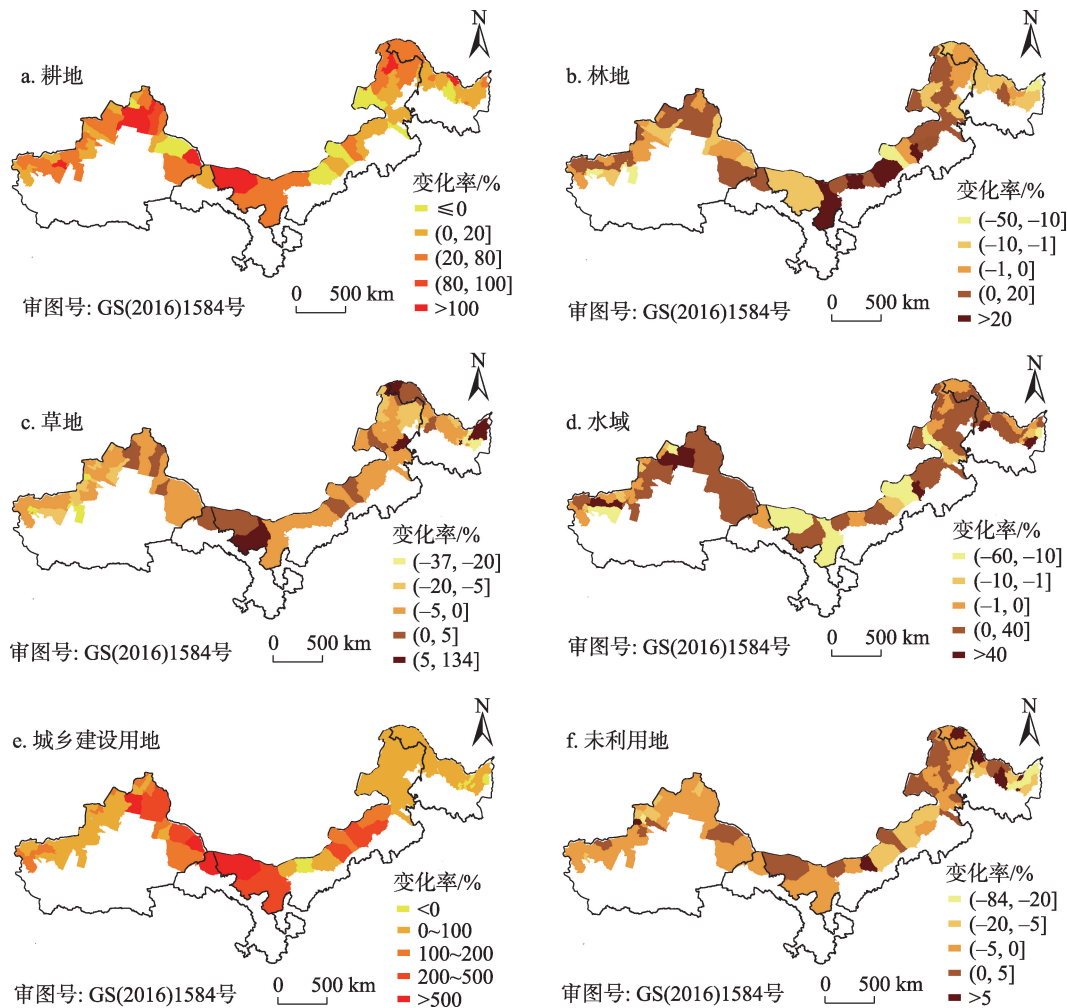 N
a. 耕地
变化率/%
≤0
(0, 20]
(20, 80]
(80, 100]
>100
0 500 km
审图号: GS(2016)1584号
N
b. 林地
变化率/%
(–50, –10]
(–10, –1]
(–1, 0]
(0, 20]
>20
0 500 km
审图号: GS(2016)1584号
N
c. 草地
变化率/%
(–37, –20]
(–20, –5]
(–5, 0]
(0, 5]
(5, 134]
0 500 km
审图号: GS(2016)1584号
N
d. 水域
变化率/%
(–60, –10]
(–10, –1]
(–1, 0]
(0, 40]
>40
0 500 km
审图号: GS(2016)1584号
N
e. 城乡建设用地
变化率/%
<0
0~100
100~200
200~500
>500
0 500 km
审图号: GS(2016)1584号
N
f. 未利用地
变化率/%
(–84, –20]
(–20, –5]
(–5, 0]
(0, 5]
>5
0 500 km
审图号: GS(2016)1584号